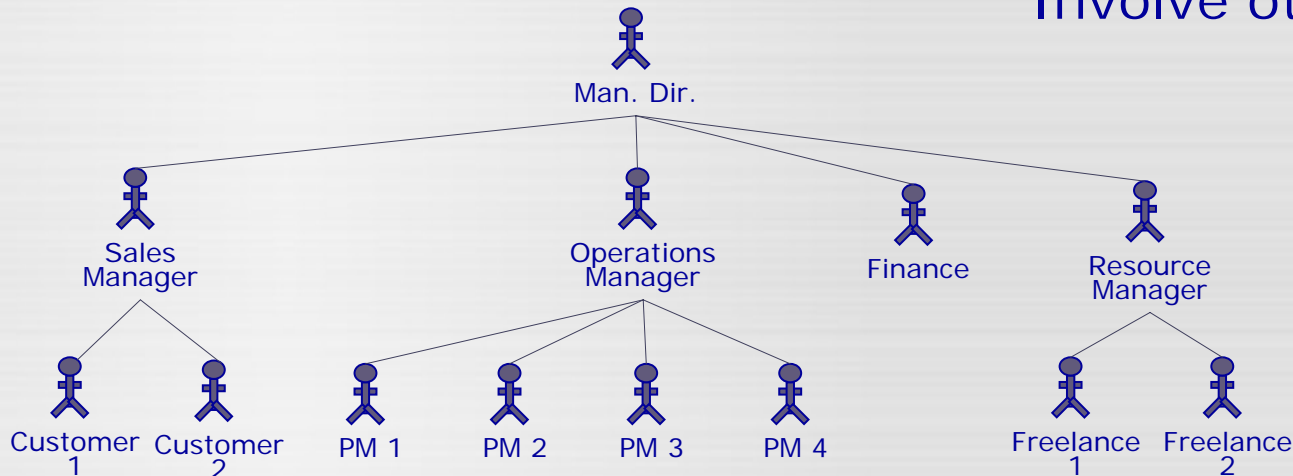 Involve
Man. Dir.
Sales
Manager
Operations
Manager
Finance
Resource
Manager
Customer
1
Customer
2
PM 1
PM 2
PM 3
PM 4
Freelance
1
Freelance
2